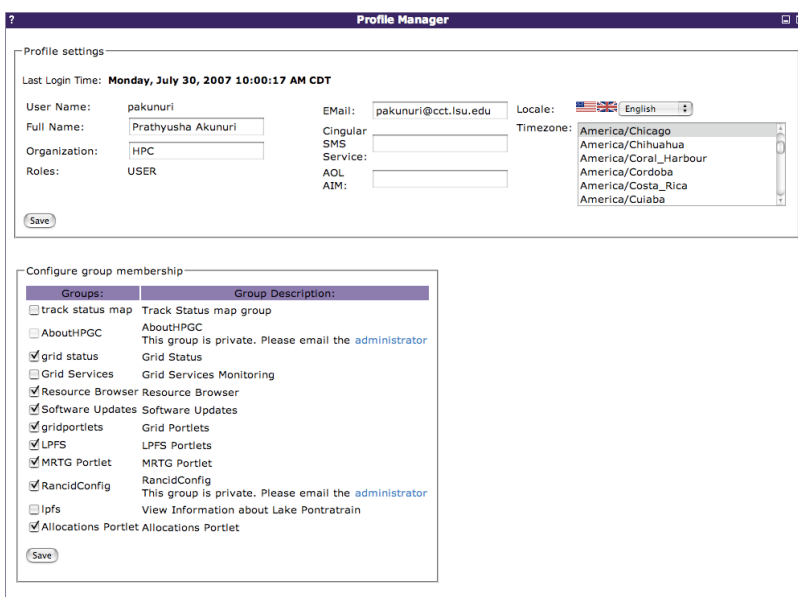 ? Profile Manager
Profile settings
Last Login Time: Monday, July 30, 2007 10:00:17 AM CDT
User Name: pakunuri
Full Name: Prathyusha Akunuri
Organization: HPC
Roles: USER
EMail: pakunuri@cct.lsu.edu
Cingular
SMS
Service:
AOL
AIM:
Locale: English
Timezone: America/Chicago
America/Chihuahua
America/Coral_Harbour
America/Cordoba
America/Costa_Rica
America/Cuiaba
Save
Configure group membership
Groups: Group Description:
track status map Track Status map group
AboutHPGC AboutHPGC
This group is private. Please email the administrator
grid status Grid Status
Grid Services Grid Services Monitoring
Resource Browser Resource Browser
Software Updates Software Updates
gridportlets Grid Portlets
LPFS LPFS Portlets
MRTG Portlet MRTG Portlet
RancidConfig RancidConfig
This group is private. Please email the administrator
lpfs View Information about Lake Pontratrain
Allocations Portlet Allocations Portlet
Save